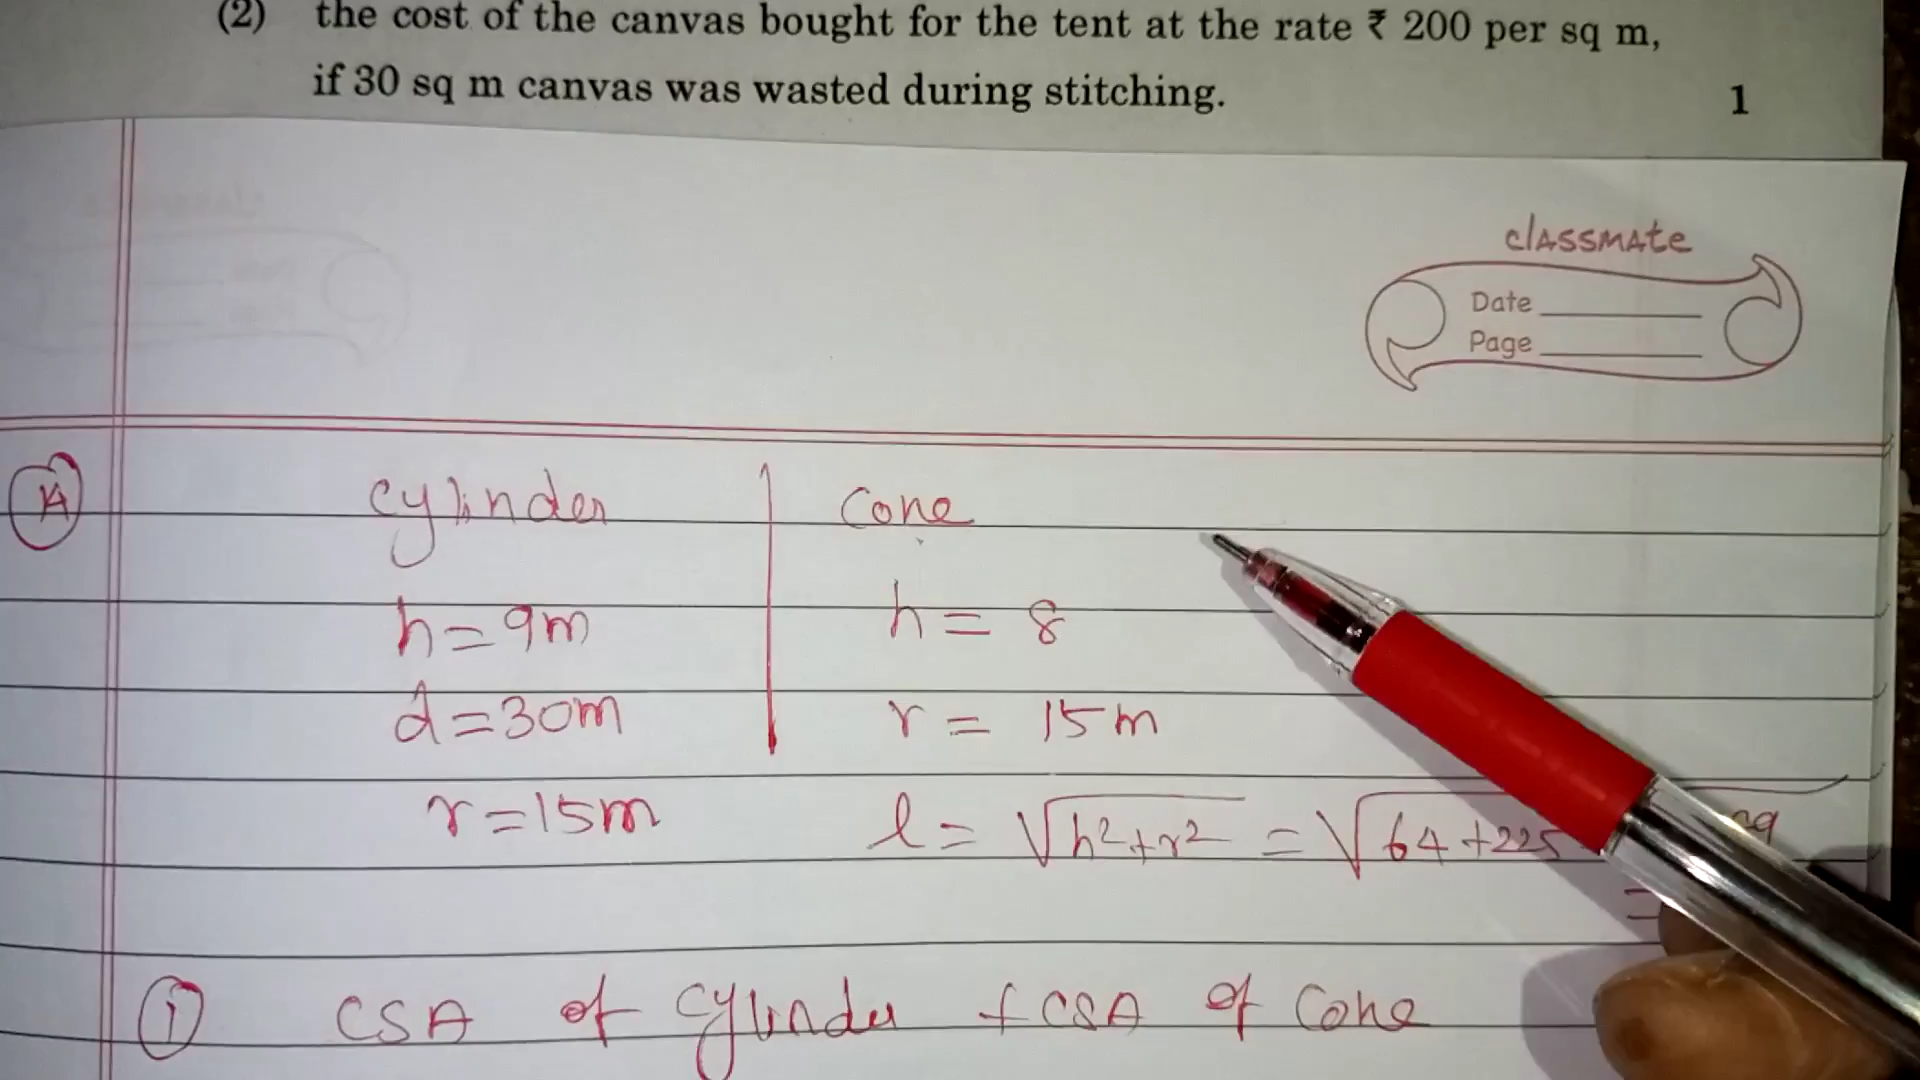 (2) the cost of the canvas bought for the tent at the rate ₹ 200 per sq m,
if 30 sq m canvas was wasted during stitching. 1
classmate
Date
Page
14 cylinder Cone
h = 9m h = 8
d = 30m r = 15m
r = 15m l = √h²+r² = √64+225
=
1 CSA of cylinder + CSA of Cone